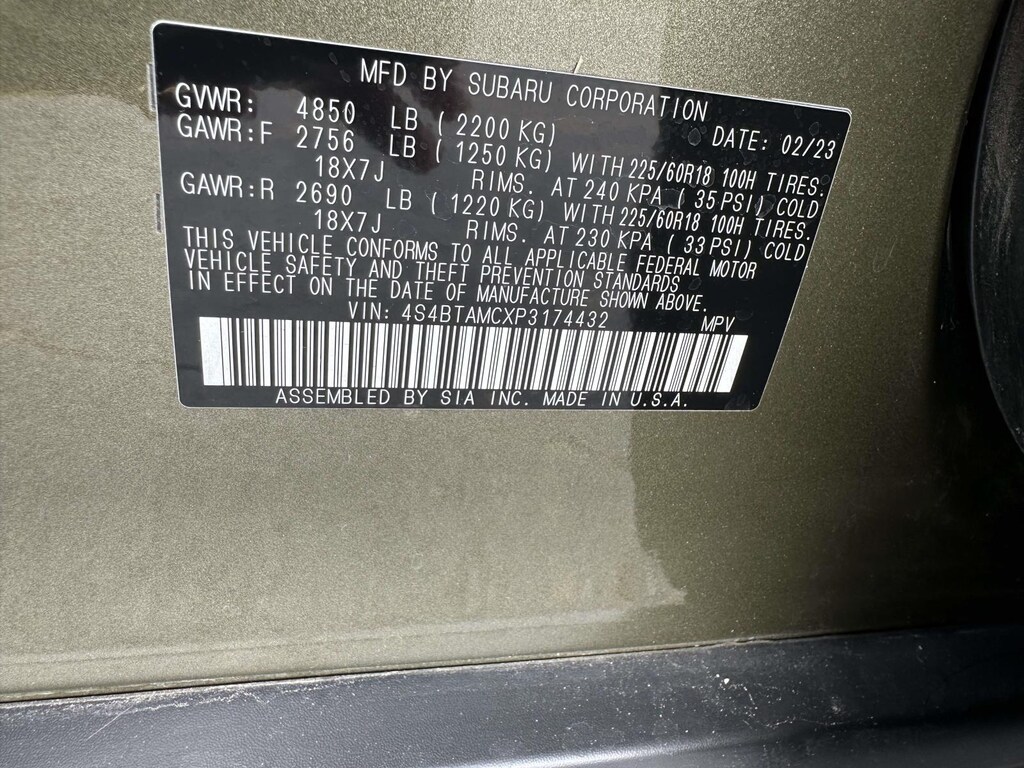 MFD BY SUBARU CORPORATION
GVWR: 4850 LB ( 2200 KG) DATE: 02/23
GAWR:F 2756 LB ( 1250 KG) WITH 225/60R18 100H TIRES.
18X7J RIMS. AT 240 KPA ( 35 PSI) COLD
GAWR:R 2690 LB ( 1220 KG) WITH 225/60R18 100H TIRES.
18X7J RIMS. AT 230 KPA ( 33 PSI) COLD
THIS VEHICLE CONFORMS TO ALL APPLICABLE FEDERAL MOTOR
VEHICLE SAFETY AND THEFT PREVENTION STANDARDS
IN EFFECT ON THE DATE OF MANUFACTURE SHOWN ABOVE.
VIN: 4S4BTAMCXP3174432 MPV
ASSEMBLED BY SIA INC. MADE IN U.S.A.